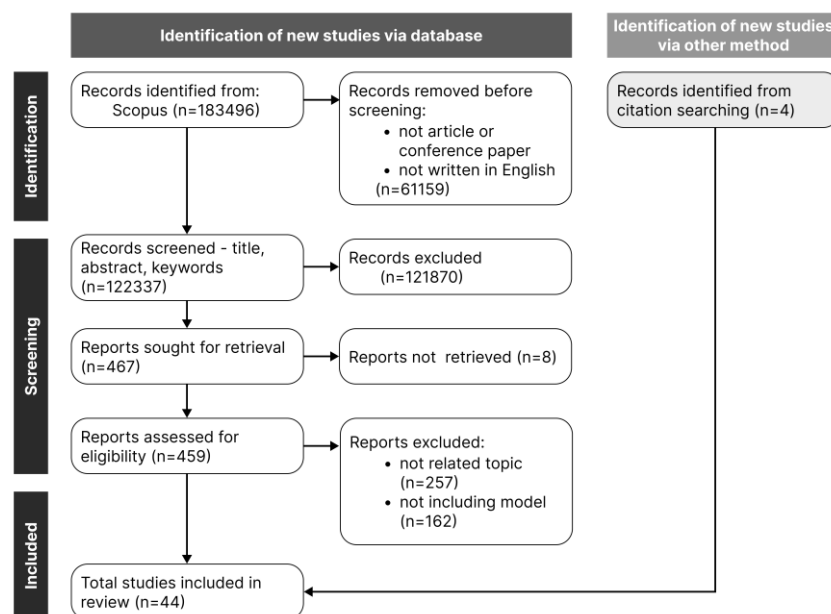 Identification of new studies via database
Identification of new studies
via other method
Identification
Records identified from:
Scopus (n=183496)
Records removed before
screening:
• not article or
conference paper
• not written in English
(n=61159)
Records identified from
citation searching (n=4)
Screening
Records screened - title,
abstract, keywords
(n=122337)
Records excluded
(n=121870)
Reports sought for retrieval
(n=467)
Reports not retrieved (n=8)
Reports assessed for
eligibility (n=459)
Reports excluded:
• not related topic
(n=257)
• not including model
(n=162)
Included
Total studies included in
review (n=44)